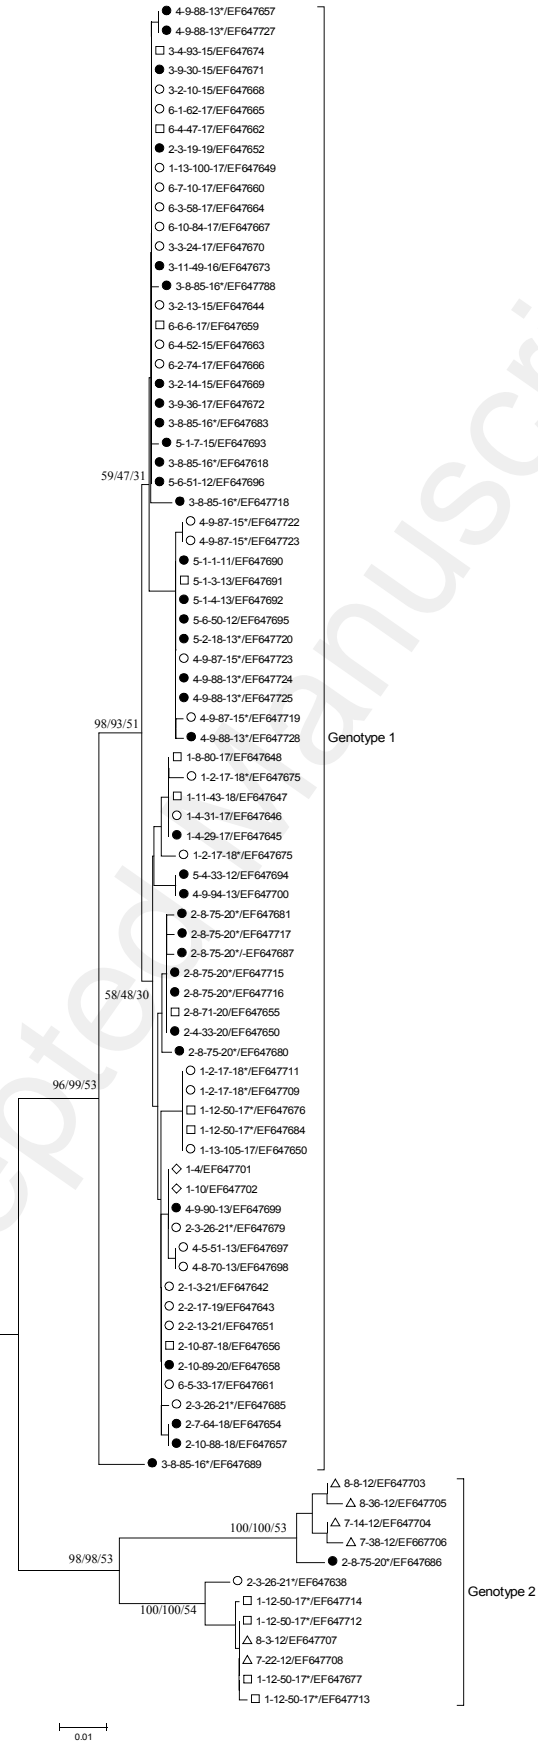 4-9-88-13*/EF647657
4-9-88-13*/EF647727
3-4-93-15/EF647674
3-9-30-15/EF647671
3-2-10-15/EF647668
6-1-62-17/EF647665
6-4-47-17/EF647662
2-3-19-19/EF647652
1-13-100-17/EF647649
6-7-10-17/EF647660
6-3-58-17/EF647664
6-10-84-17/EF647667
3-3-24-17/EF647670
3-11-49-16/EF647673
3-8-85-16*/EF647788
3-2-13-15/EF647644
6-6-6-17/EF647659
6-4-52-15/EF647663
6-2-74-17/EF647666
3-2-14-15/EF647669
3-9-36-17/EF647672
3-8-85-16*/EF647683
5-1-7-15/EF647693
3-8-85-16*/EF647618
59/47/31
5-6-51-12/EF647696
3-8-85-16*/EF647718
4-9-87-15*/EF647722
4-9-87-15*/EF647723
5-1-1-11/EF647690
5-1-3-13/EF647691
5-1-4-13/EF647692
5-6-50-12/EF647695
5-2-18-13*/EF647720
4-9-87-15*/EF647723
4-9-88-13*/EF647724
4-9-88-13*/EF647725
4-9-87-15*/EF647719
98/93/51
4-9-88-13*/EF647728
Genotype 1
1-8-80-17/EF647648
1-2-17-18*/EF647675
1-11-43-18/EF647647
1-4-31-17/EF647646
1-4-29-17/EF647645
1-2-17-18*/EF647675
5-4-33-12/EF647694
4-9-94-13/EF647700
2-8-75-20*/EF647681
2-8-75-20*/EF647717
2-8-75-20*/-EF647687
2-8-75-20*/EF647715
2-8-75-20*/EF647716
58/48/30
2-8-71-20/EF647655
2-4-33-20/EF647650
2-8-75-20*/EF647680
1-2-17-18*/EF647711
96/99/53
1-2-17-18*/EF647709
1-12-50-17*/EF647676
1-12-50-17*/EF647684
1-13-105-17/EF647650
1-4/EF647701
1-10/EF647702
4-9-90-13/EF647699
2-3-26-21*/EF647679
4-5-51-13/EF647697
4-8-70-13/EF647698
2-1-3-21/EF647642
2-2-17-19/EF647643
2-2-13-21/EF647651
2-10-87-18/EF647656
2-10-89-20/EF647658
6-5-33-17/EF647661
2-3-26-21*/EF647685
2-7-64-18/EF647654
2-10-88-18/EF647657
3-8-85-16*/EF647689
8-8-12/EF647703
8-36-12/EF647705
7-14-12/EF647704
100/100/53
7-38-12/EF667706
98/98/53
2-8-75-20*/EF647686
2-3-26-21*/EF647638
Genotype 2
100/100/54
1-12-50-17*/EF647714
1-12-50-17*/EF647712
8-3-12/EF647707
7-22-12/EF647708
1-12-50-17*/EF647677
1-12-50-17*/EF647713
0.01
epted Manuscri